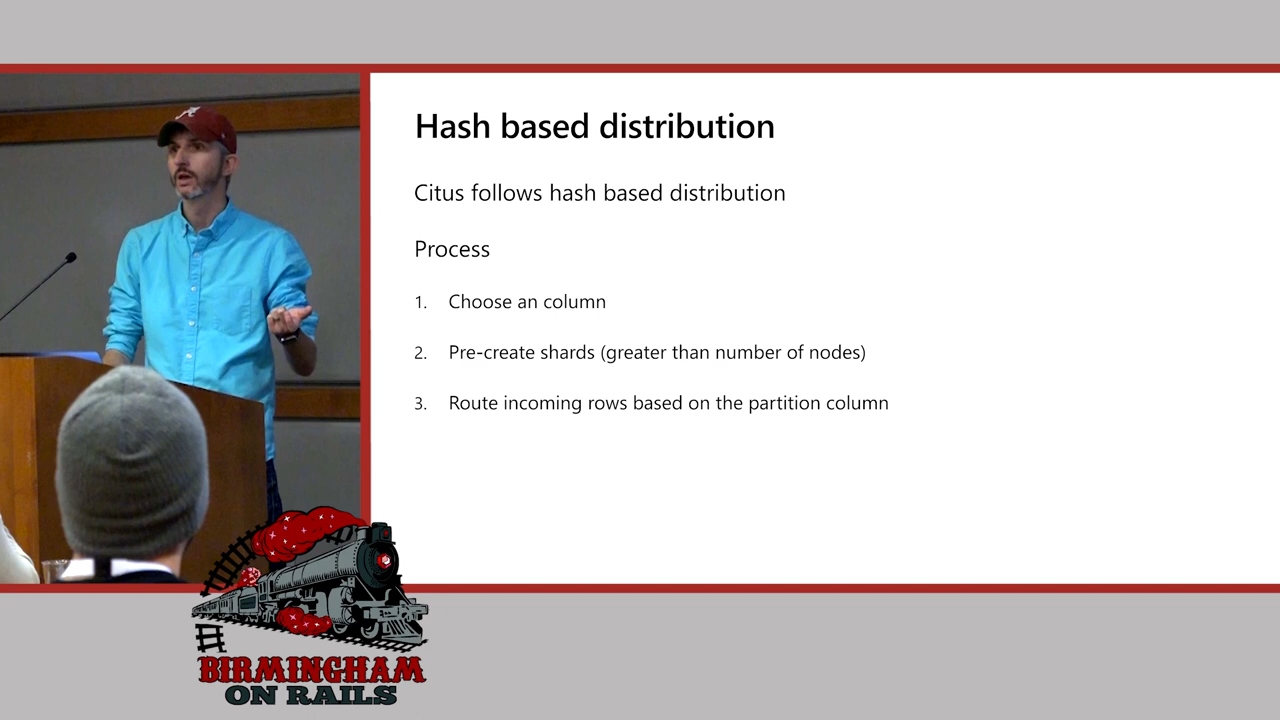 Hash based distribution
Citus follows hash based distribution
Process
1. Choose an column
2. Pre-create shards (greater than number of nodes)
3. Route incoming rows based on the partition column
A
BIRMINGHAM
ON RAILS